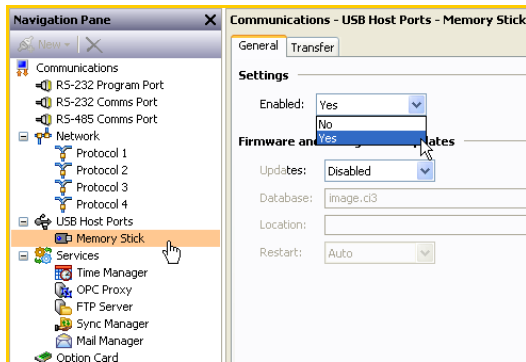 Navigation Pane
New
Communications
RS-232 Program Port
RS-232 Comms Port
RS-485 Comms Port
Network
Protocol 1
Protocol 2
Protocol 3
Protocol 4
USB Host Ports
Memory Stick
Services
Time Manager
OPC Proxy
FTP Server
Sync Manager
Mail Manager
Option Card
Communications - USB Host Ports - Memory Stick
General Transfer
Settings
Enabled: Yes
No
Yes
Firmware and
Updates: Disabled
Database: image.ci3
Location:
Restart: Auto